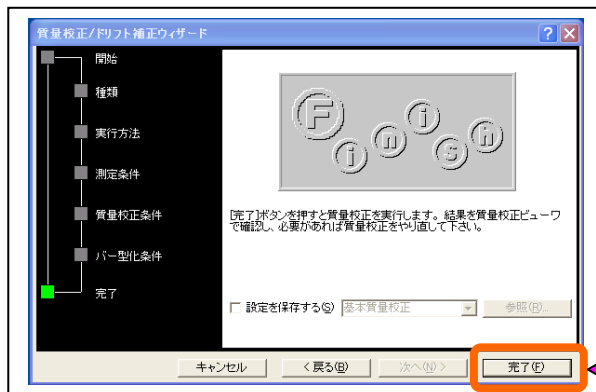 質量校正/ドリフト補正ウィザード
開始
種類
実行方法
測定条件
質量校正条件
バー型化条件
完了
Finish
[完了]ボタンを押すと質量校正を実行します。結果を質量校正ビューワ
で確認し、必要があれば質量校正をやり直して下さい。
設定を保存する(S)
基本質量校正
参照(R)...
キャンセル
< 戻る(B)
次へ(N) >
完了(F)